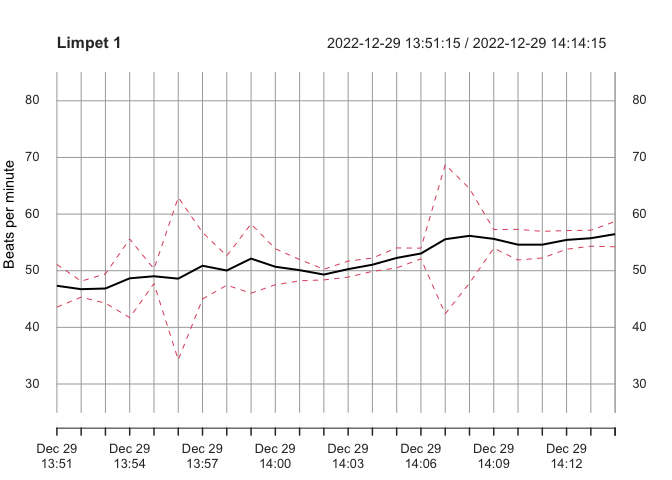 Limpet 1
2022-12-29 13:51:15 / 2022-12-29 14:14:15
80 80
70 70
60 60
50 50
40 40
30 30
Beats per minute
Dec 29 Dec 29 Dec 29 Dec 29 Dec 29 Dec 29 Dec 29 Dec 29
13:51 13:54 13:57 14:00 14:03 14:06 14:09 14:12